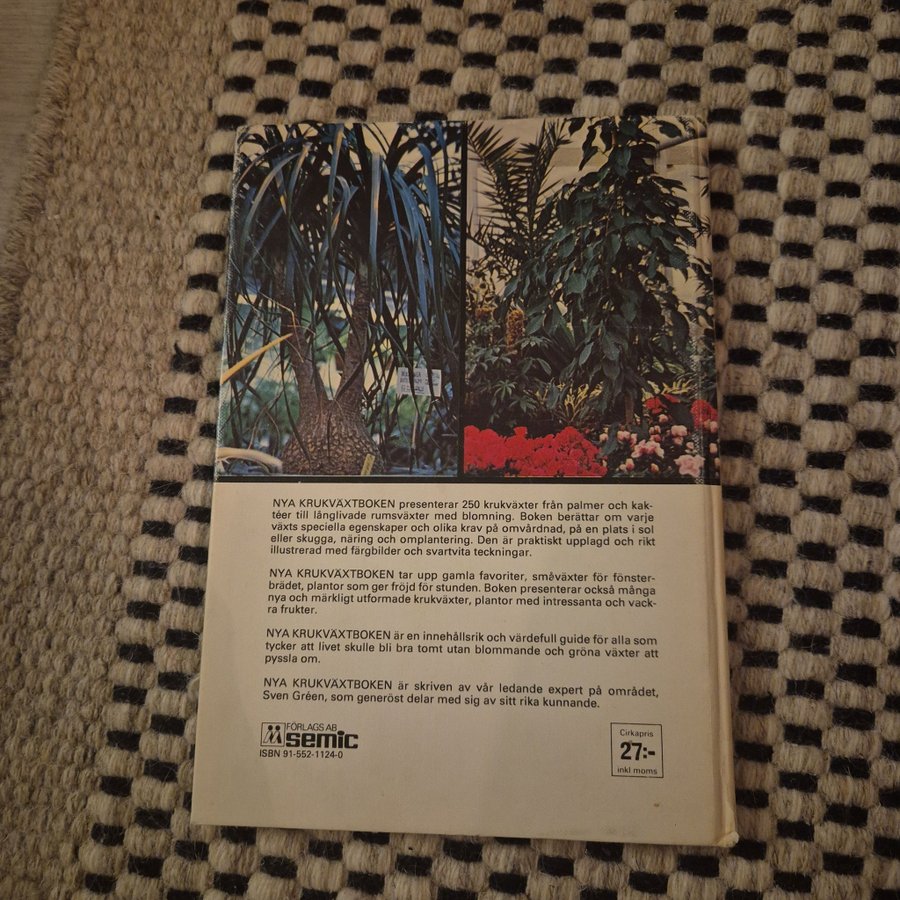 NYA KRUKVÄXTBOKEN presenterar 250 krukväxter från palmer och kak-
téer till långlivade rumsväxter med blomning. Boken berättar om varje
växts speciella egenskaper och olika krav på omvårdnad, på en plats i sol
eller skugga, näring och omplantering. Den är praktiskt upplagd och rikt
illustrerad med färgbilder och svartvita teckningar.
NYA KRUKVÄXTBOKEN tar upp gamla favoriter, småväxter för fönster-
brädet, plantor som ger fröjd för stunden. Boken presenterar också många
nya och märkligt utformade krukväxter, plantor med intressanta och vack-
ra frukter.
NYA KRUKVÄXTBOKEN är en innehållsrik och värdefull guide för alla som
tycker att livet skulle bli bra tomt utan blommande och gröna växter att
pyssla om.
NYA KRUKVÄXTBOKEN är skriven av vår ledande expert på området,
Sven Gréen, som generöst delar med sig av sitt rika kunnande.
FÖRLAGS AB
semic
ISBN 91-552-1124-0
Cirkapris
27:-
inkl moms